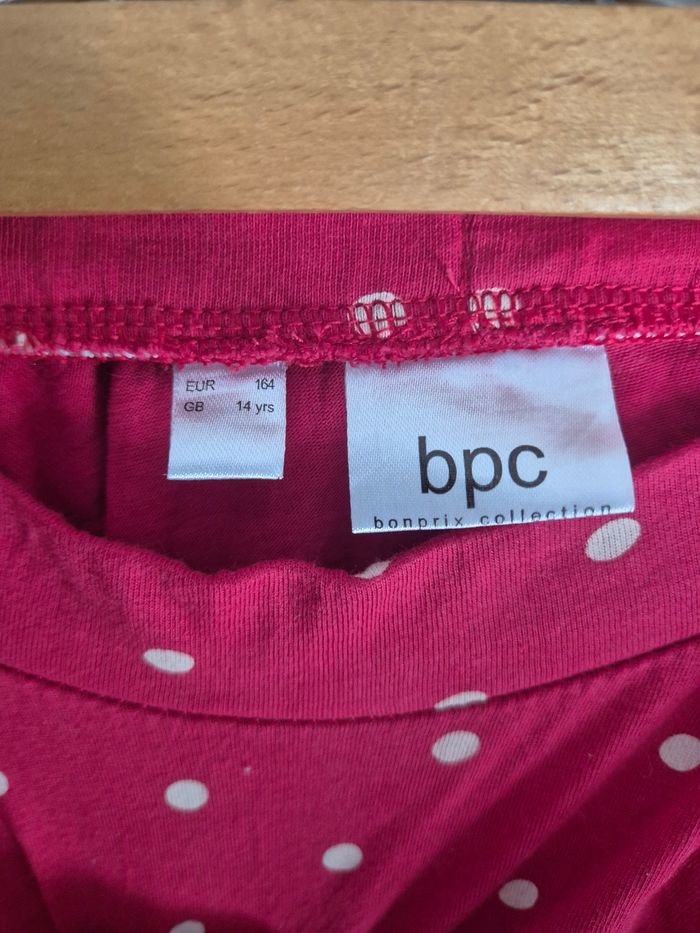 EUR 164
GB 14 yrs
bpc
bonprix collection